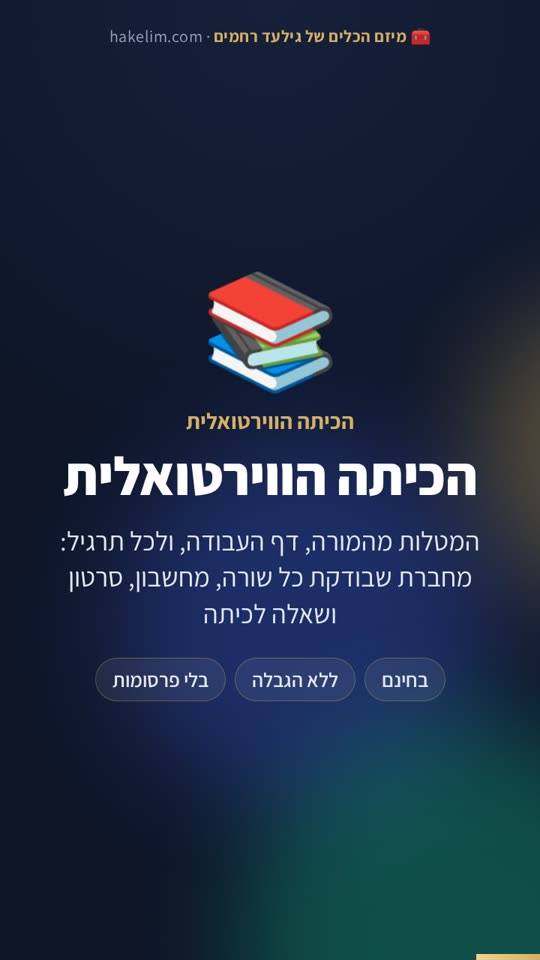 🧰 מיזם הכלים של גילעד רחמים · hakelim.com
הכיתה הווירטואלית
הכיתה הווירטואלית
המטלות מהמורה, דף העבודה, ולכל תרגיל:
מחברת שבודקת כל שורה, מחשבון, סרטון
ושאלה לכיתה
בחינם
ללא הגבלה
בלי פרסומות